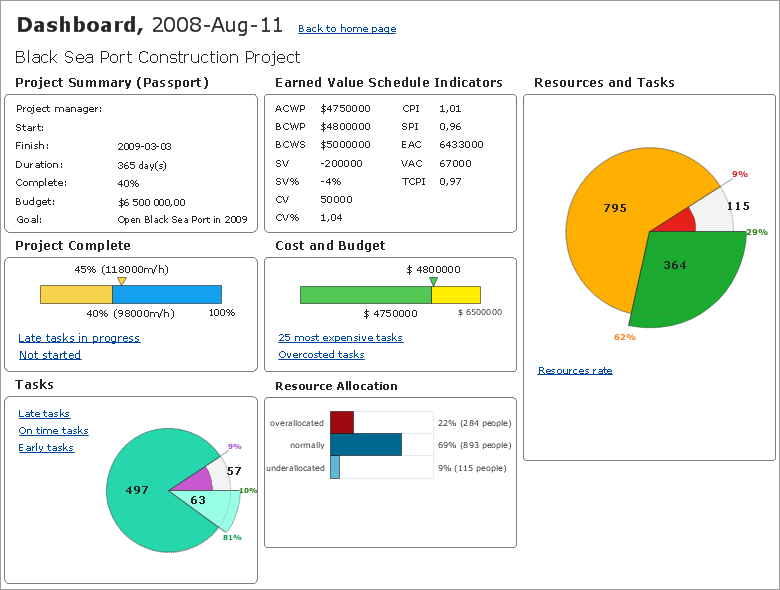 Dashboard, 2008-Aug-11 Back to home page
Black Sea Port Construction Project
Project Summary (Passport)
Project manager:
Start:
Finish: 2009-03-03
Duration: 365 day(s)
Complete: 40%
Budget: $6 500 000,00
Goal: Open Black Sea Port in 2009
Earned Value Schedule Indicators
ACWP $4750000 CPI 1,01
BCWP $4800000 SPI 0,96
BCWS $5000000 EAC 6433000
SV -200000 VAC 67000
SV% -4% TCPI 0,97
CV 50000
CV% 1,04
Resources and Tasks
9%
795 115
29%
364
62%
Resources rate
Project Complete
45% (118000m/h)
40% (98000m/h) 100%
Late tasks in progress
Not started
Cost and Budget
$ 4800000
$ 4750000 $ 6500000
25 most expensive tasks
Overcosted tasks
Tasks
Late tasks
On time tasks
Early tasks
9%
57
497 10%
63
81%
Resource Allocation
overallocated 22% (284 people)
normally 69% (893 people)
underallocated 9% (115 people)